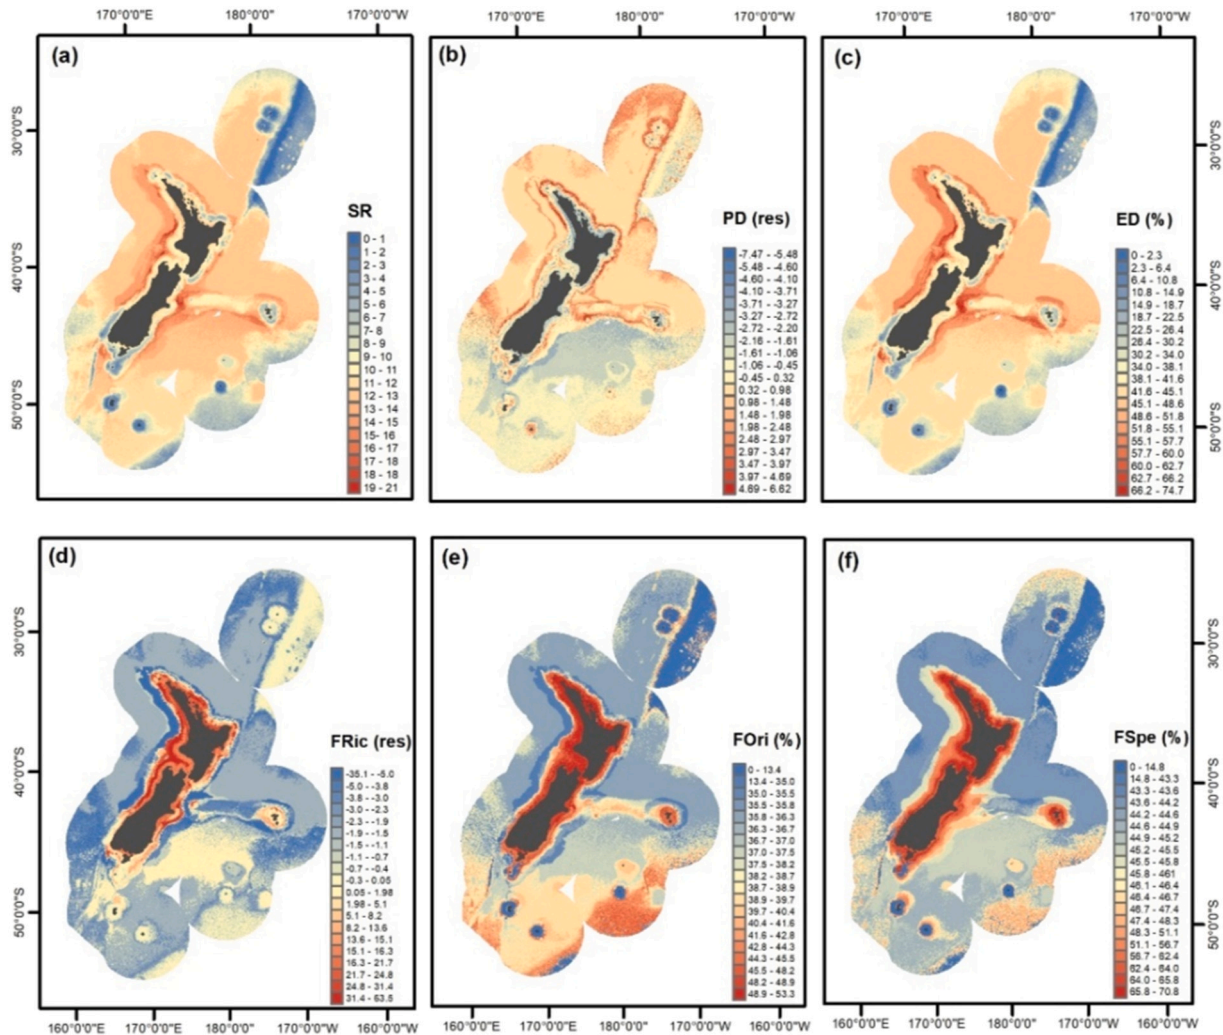 170°0'0"E 180°0'0" 170°0'0"W 170°0'0"E 180°0'0" 170°0'0"W 170°0'0"E 180°0'0" 170°0'0"W
(a)
30°0'0"S
40°0'0"S
50°0'0"S
SR
0 - 1
1 - 2
2 - 3
3 - 4
4 - 5
5 - 6
6 - 7
7- 8
8 - 9
9 - 10
10 - 11
11 - 12
12 - 13
13 - 14
14 - 15
15- 16
16 - 17
17 - 18
18 - 18
19 - 21
(b)
PD (res)
-7.47 - -5.48
-5.48 - -4.60
-4.60 - -4.10
-4.10 - -3.71
-3.71 - -3.27
-3.27 - -2.72
-2.72 - -2.20
-2.16 - -1.61
-1.61 - -1.06
-1.06 - -0.45
-0.45 - 0.32
0.32 - 0.98
0.98 - 1.48
1.48 - 1.98
1.98 - 2.48
2.48 - 2.97
2.97 - 3.47
3.47 - 3.97
3.97 - 4.69
4.69 - 6.62
(c)
30°0'0"S
40°0'0"S
50°0'0"S
ED (%)
0 - 2.3
2.3 - 6.4
6.4 - 10.8
10.8 - 14.9
14.9 - 18.7
18.7 - 22.5
22.5 - 26.4
26.4 - 30.2
30.2 - 34.0
34.0 - 38.1
38.1 - 41.6
41.6 - 45.1
45.1 - 48.6
48.6 - 51.8
51.8 - 55.1
55.1 - 57.7
57.7 - 60.0
60.0 - 62.7
62.7 - 66.2
66.2 - 74.7
(d)
30°0'0"S
40°0'0"S
50°0'0"S
FRic (res)
-35.1 - -5.0
-5.0 - -3.8
-3.8 - -3.0
-3.0 - -2.3
-2.3 - -1.9
-1.9 - -1.5
-1.5 - -1.1
-1.1 - -0.7
-0.7 - -0.4
-0.3 - 0.05
0.05 - 1.98
1.98 - 5.1
5.1 - 8.2
8.2 - 13.6
13.6 - 15.1
15.1 - 16.3
16.3 - 21.7
21.7 - 24.8
24.8 - 31.4
31.4 - 63.5
(e)
FOri (%)
0 - 13.4
13.4 - 35.0
35.0 - 35.5
35.5 - 35.8
35.8 - 36.3
36.3 - 36.7
36.7 - 37.0
37.0 - 37.5
37.5 - 38.2
38.2 - 38.7
38.7 - 38.9
38.9 - 39.7
39.7 - 40.4
40.4 - 41.6
41.6 - 42.8
42.8 - 44.3
44.3 - 45.5
45.5 - 48.2
48.2 - 48.9
48.9 - 53.3
(f)
30°0'0"S
40°0'0"S
50°0'0"S
FSpe (%)
0 - 14.8
14.8 - 43.3
43.3 - 43.6
43.6 - 44.2
44.2 - 44.6
44.6 - 44.9
44.9 - 45.2
45.2 - 45.5
45.5 - 45.8
45.8 - 461
46.1 - 46.4
46.4 - 46.7
46.7 - 47.4
47.4 - 48.3
48.3 - 51.1
51.1 - 56.7
56.7 - 62.4
62.4 - 64.0
64.0 - 65.8
65.8 - 70.8
160°0'0"E 170°0'0"E 180°0'0" 170°0'0"W 160°0'0"E 170°0'0"E 180°0'0" 170°0'0"W 160°0'0"E 170°0'0"E 180°0'0" 170°0'0"W